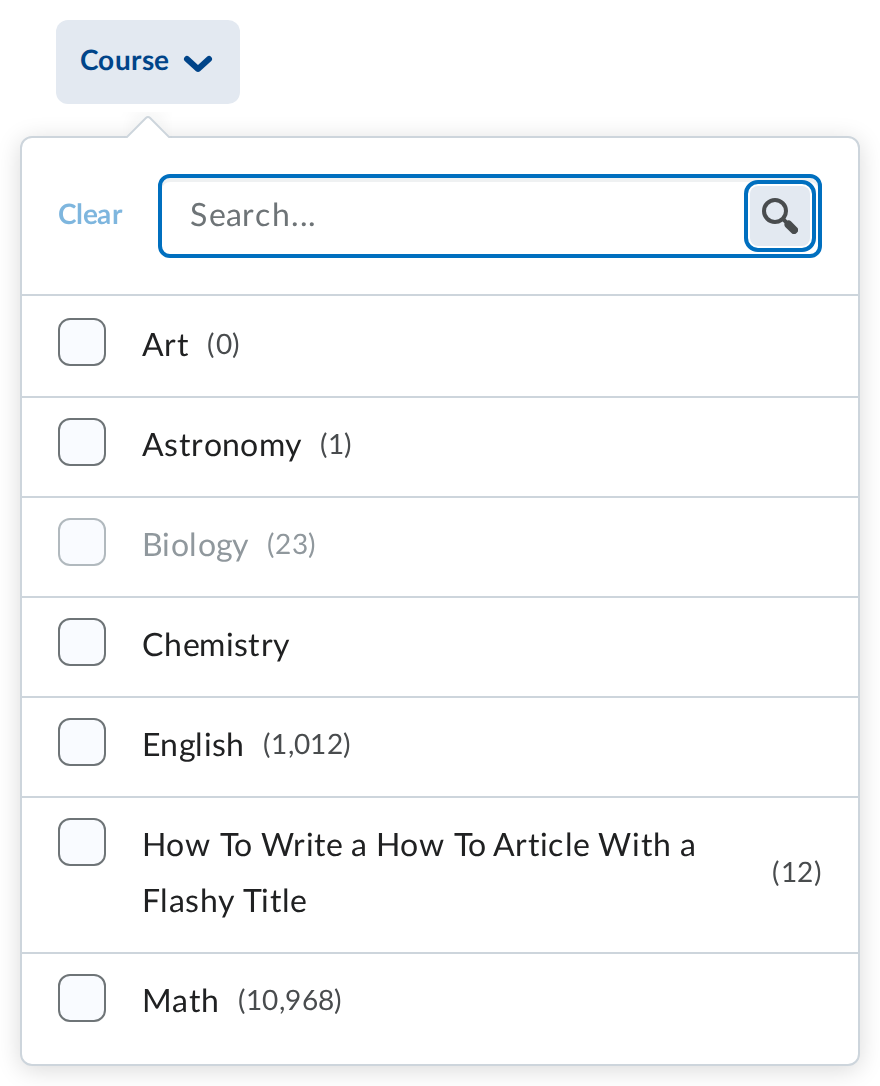 Course
Clear
Search...
Art (0)
Astronomy (1)
Biology (23)
Chemistry
English (1,012)
How To Write a How To Article With a
Flashy Title
(12)
Math (10,968)